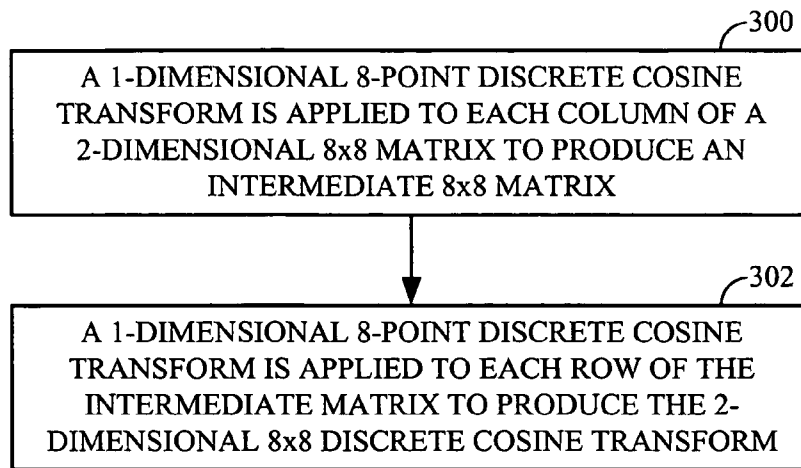 300
A 1-DIMENSIONAL 8-POINT DISCRETE COSINE
TRANSFORM IS APPLIED TO EACH COLUMN OF A
2-DIMENSIONAL 8x8 MATRIX TO PRODUCE AN
INTERMEDIATE 8x8 MATRIX
302
A 1-DIMENSIONAL 8-POINT DISCRETE COSINE
TRANSFORM IS APPLIED TO EACH ROW OF THE
INTERMEDIATE MATRIX TO PRODUCE THE 2-
DIMENSIONAL 8x8 DISCRETE COSINE TRANSFORM